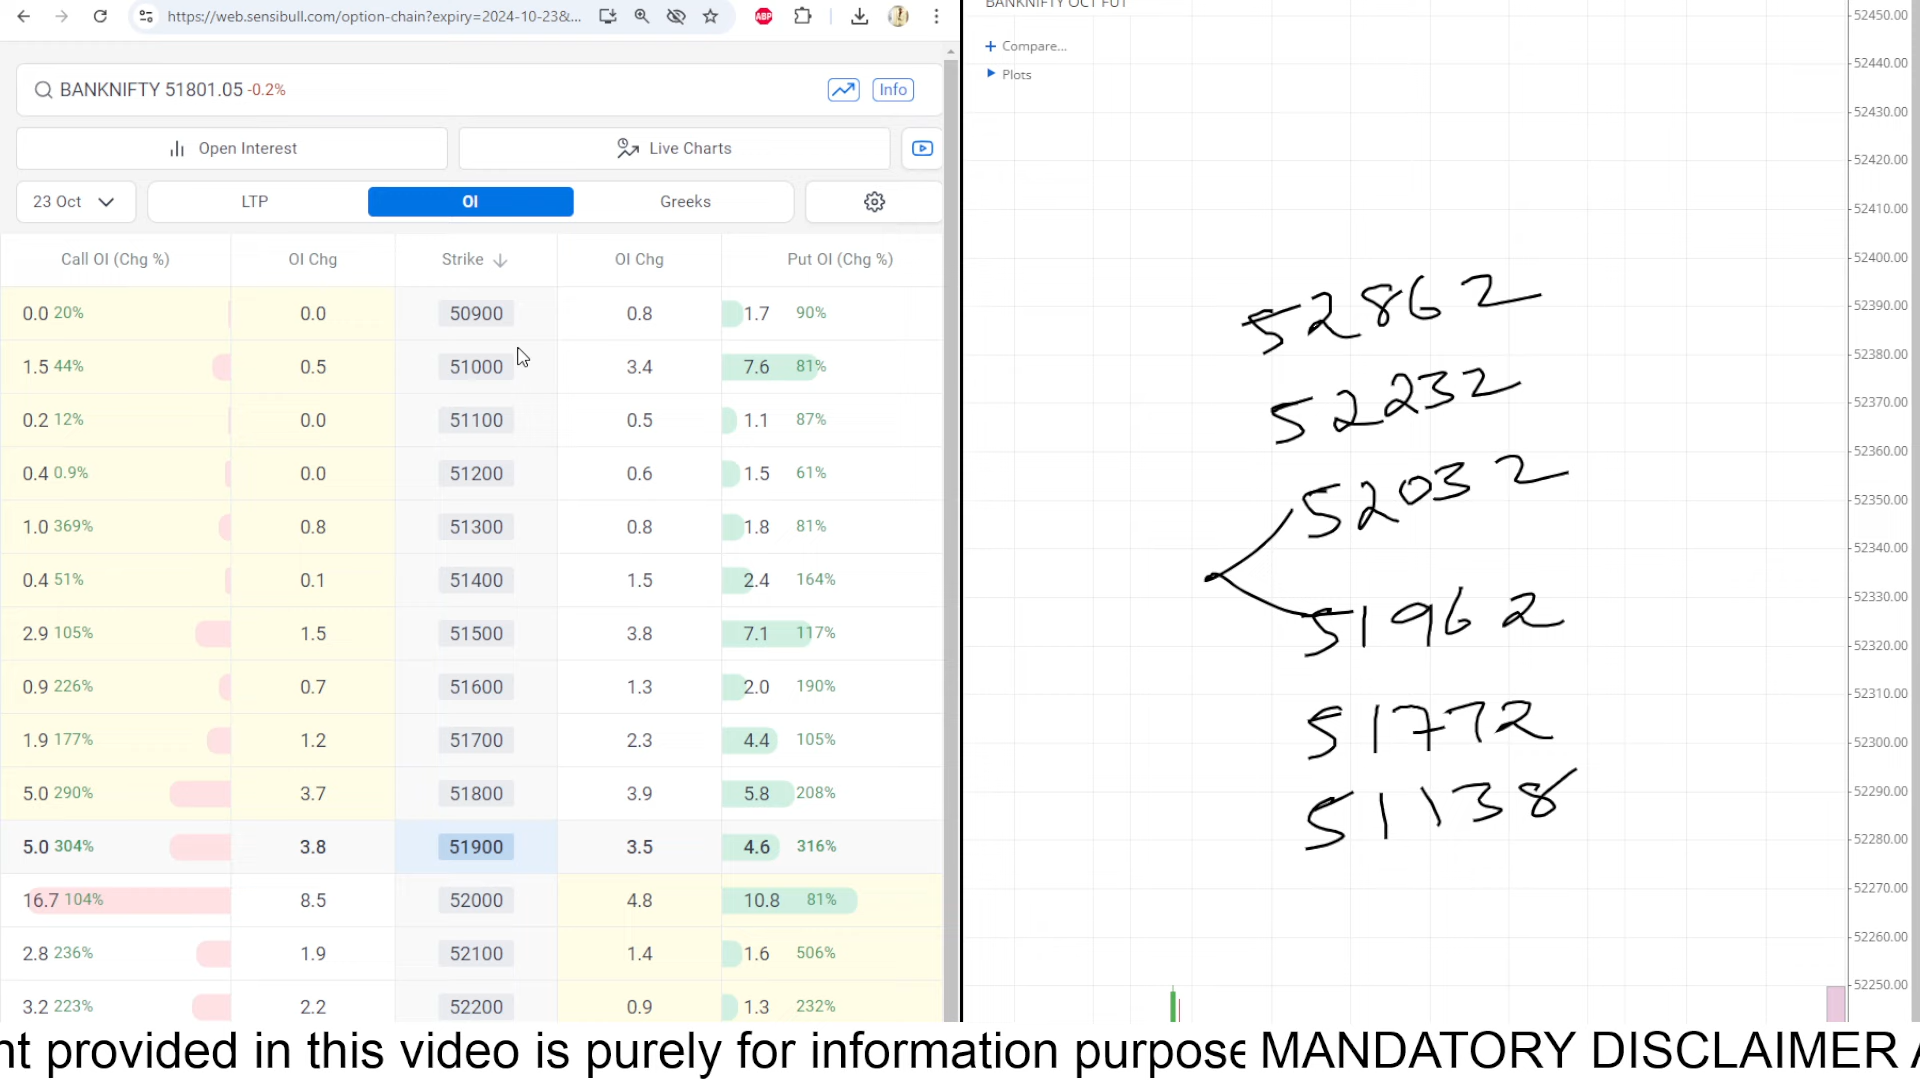 https://web.sensibull.com/option-chain?expiry=2024-10-23&...
ABP
BANKNIFTY 51801.05 -0.2%
Info
Open Interest
Live Charts
23 Oct
LTP
OI
Greeks
Call OI (Chg %) OI Chg Strike OI Chg Put OI (Chg %)
0.0 20% 0.0 50900 0.8 1.7 90%
1.5 44% 0.5 51000 3.4 7.6 81%
0.2 12% 0.0 51100 0.5 1.1 87%
0.4 0.9% 0.0 51200 0.6 1.5 61%
1.0 369% 0.8 51300 0.8 1.8 81%
0.4 51% 0.1 51400 1.5 2.4 164%
2.9 105% 1.5 51500 3.8 7.1 117%
0.9 226% 0.7 51600 1.3 2.0 190%
1.9 177% 1.2 51700 2.3 4.4 105%
5.0 290% 3.7 51800 3.9 5.8 208%
5.0 304% 3.8 51900 3.5 4.6 316%
16.7 104% 8.5 52000 4.8 10.8 81%
2.8 236% 1.9 52100 1.4 1.6 506%
3.2 223% 2.2 52200 0.9 1.3 232%
BANKNIFTY OCT FUT
+ Compare...
Plots
52862
52232
52032
51962
51772
51138
52450.00
52440.00
52430.00
52420.00
52410.00
52400.00
52390.00
52380.00
52370.00
52360.00
52350.00
52340.00
52330.00
52320.00
52310.00
52300.00
52290.00
52280.00
52270.00
52260.00
52250.00
nt provided in this video is purely for information purpose MANDATORY DISCLAIMER A